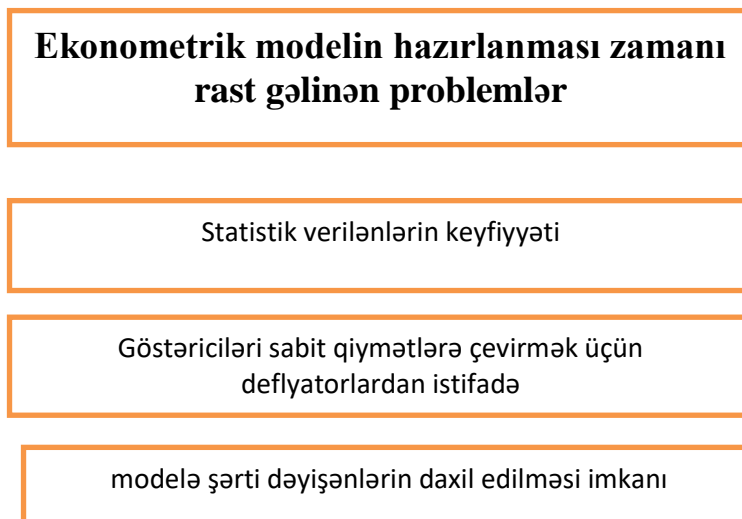 Ekonometrik modelin hazırlanması zamanı
rast gəlinən problemlər
Statistik verilənlərin keyfiyyəti
Göstəriciləri sabit qiymətlərə çevirmək üçün
deflyatorlardan istifadə
modelə şərti dəyişənlərin daxil edilməsi imkanı